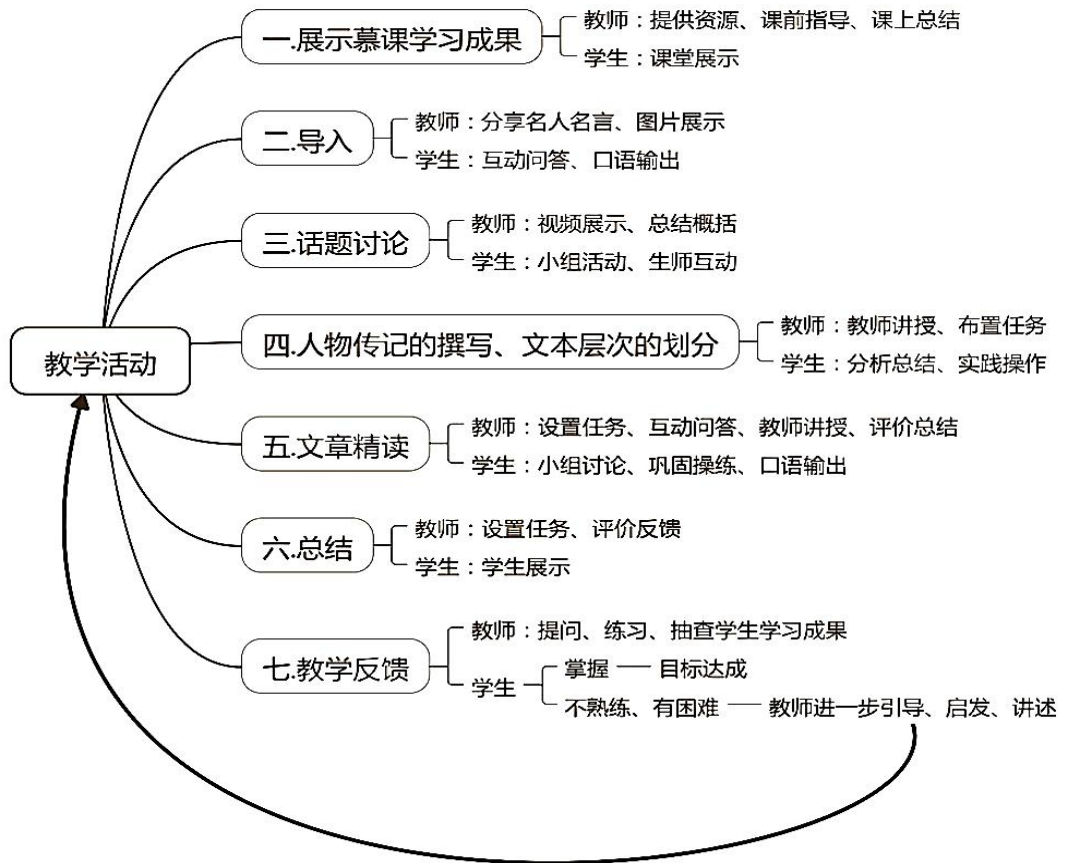 一.展示慕课学习成果
教师：提供资源、课前指导、课上总结
学生：课堂展示
二.导入
教师：分享名人名言、图片展示
学生：互动问答、口语输出
三.话题讨论
教师：视频展示、总结概括
学生：小组活动、生师互动
教学活动
四.人物传记的撰写、文本层次的划分
教师：教师讲授、布置任务
学生：分析总结、实践操作
五.文章精读
教师：设置任务、互动问答、教师讲授、评价总结
学生：小组讨论、巩固操练、口语输出
六.总结
教师：设置任务、评价反馈
学生：学生展示
七.教学反馈
教师：提问、练习、抽查学生学习成果
学生
掌握
目标达成
不熟练、有困难
教师进一步引导、启发、讲述